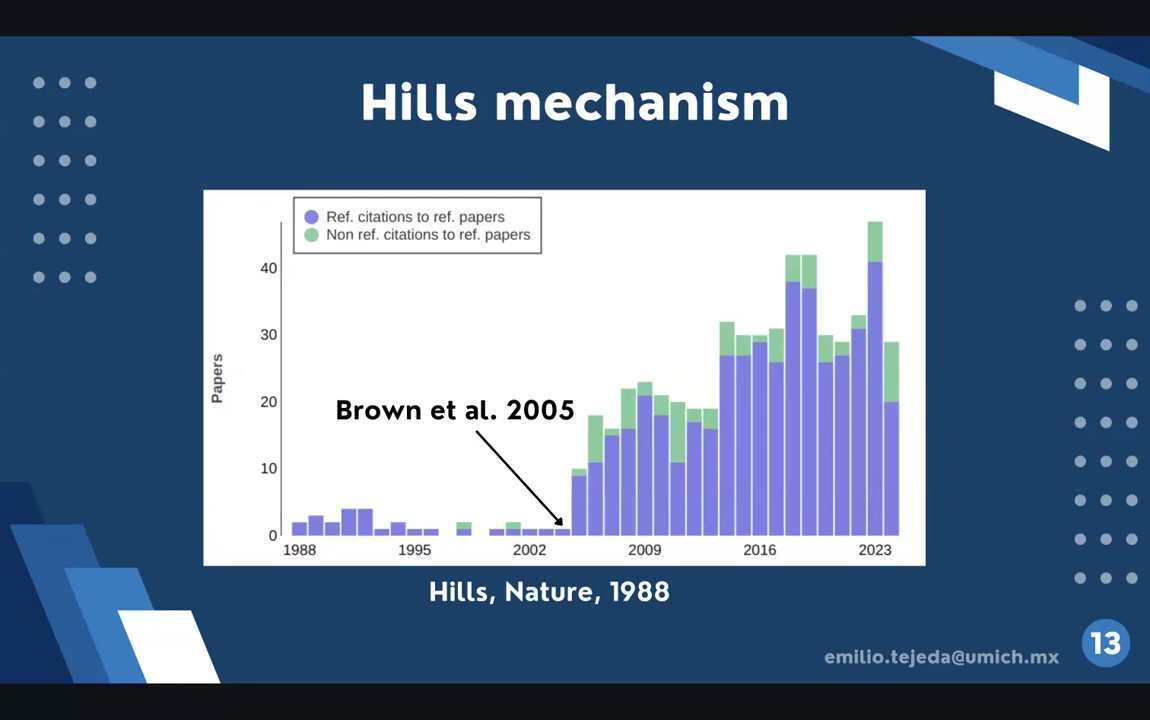 Hills mechanism
Ref. citations to ref. papers
Non ref. citations to ref. papers
40
30
20
10
0
Papers
Brown et al. 2005
1988 1995 2002 2009 2016 2023
Hills, Nature, 1988
emilio.tejeda@umich.mx
13